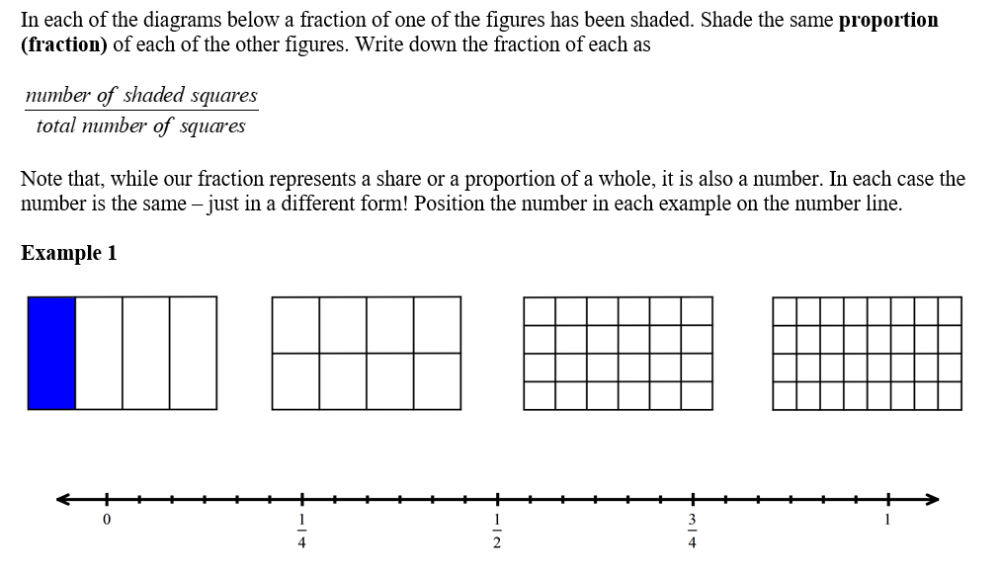 In each of the diagrams below a fraction of one of the figures has been shaded. Shade the same proportion
(fraction) of each of the other figures. Write down the fraction of each as
number of shaded squares
total number of squares
Note that, while our fraction represents a share or a proportion of a whole, it is also a number. In each case the
number is the same – just in a different form! Position the number in each example on the number line.
Example 1
0 1/4 1/2 3/4 1